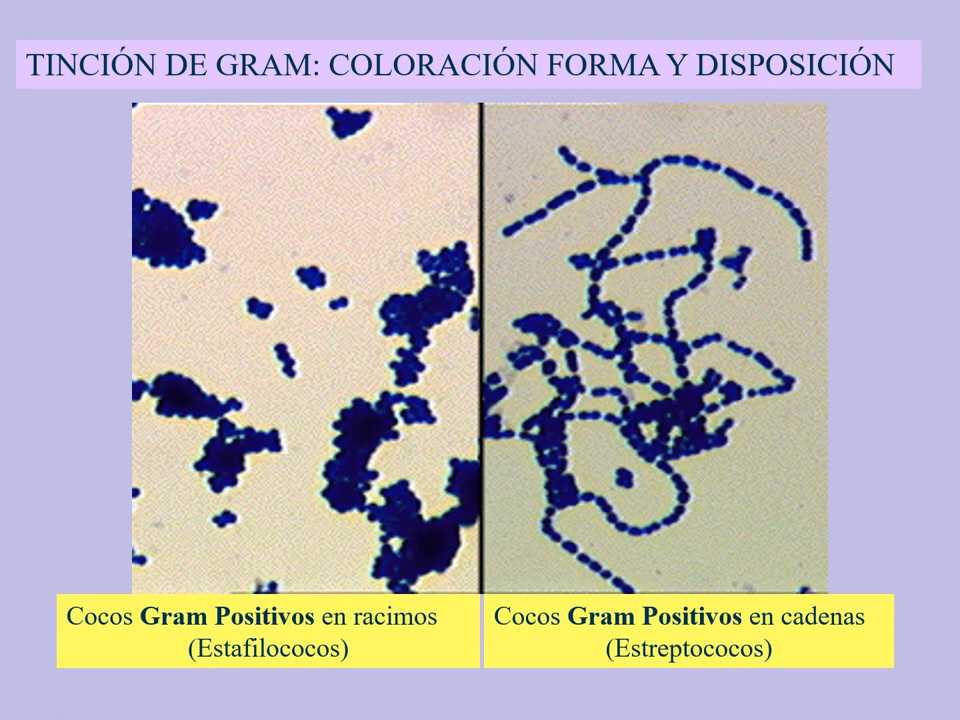 TINCIÓN DE GRAM: COLORACIÓN FORMA Y DISPOSICIÓN
Cocos Gram Positivos en racimos
(Estafilococos)
Cocos Gram Positivos en cadenas
(Estreptococos)